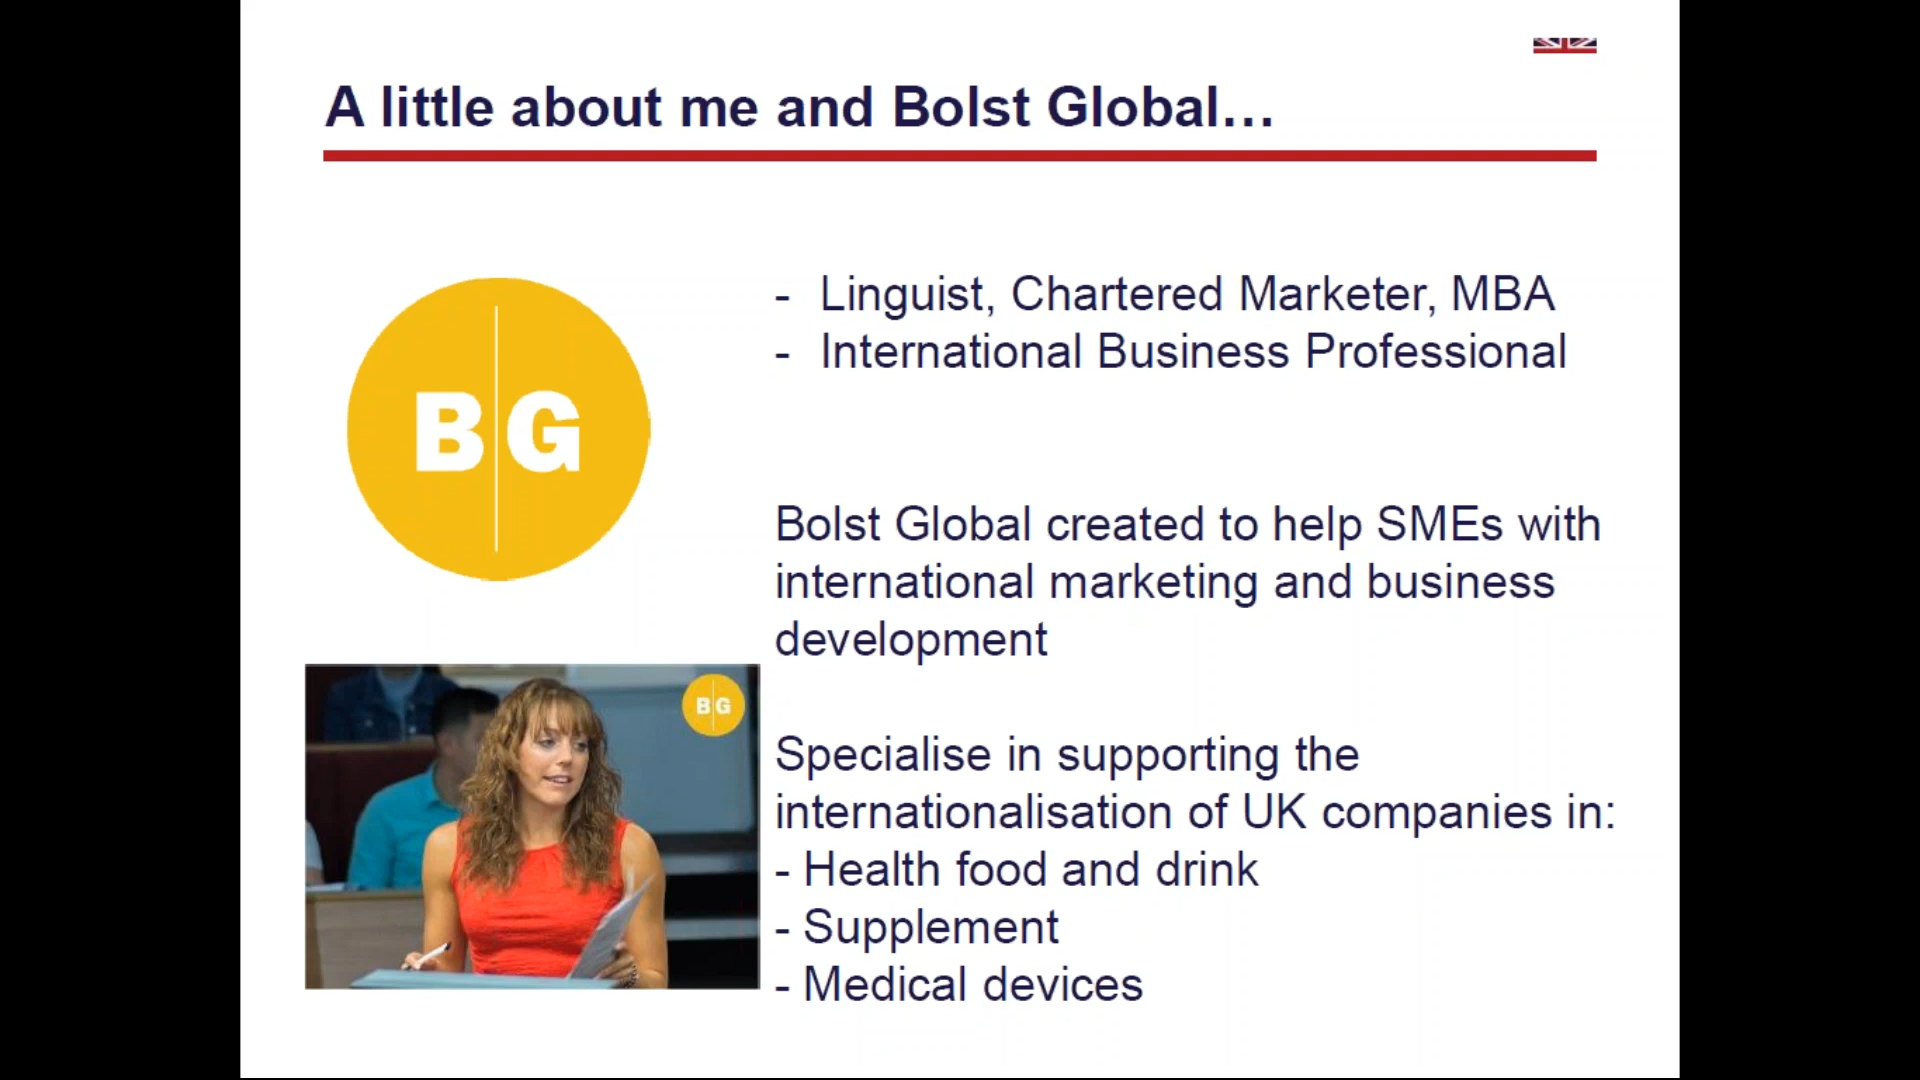 A little about me and Bolst Global…
B G
- Linguist, Chartered Marketer, MBA
- International Business Professional
Bolst Global created to help SMEs with
international marketing and business
development
B G
Specialise in supporting the
internationalisation of UK companies in:
- Health food and drink
- Supplement
- Medical devices